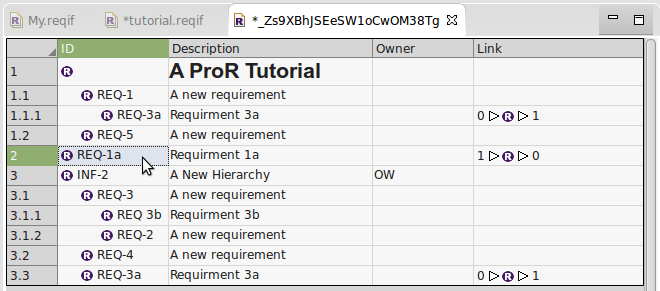 My.reqif *tutorial.reqif *_Zs9XBhJSEeSW1oCwOM38Tg
ID Description Owner Link
1 R A ProR Tutorial
1.1 R REQ-1 A new requirement
1.1.1 R REQ-3a Requirment 3a 0 R 1
1.2 R REQ-5 A new requirement
2 R REQ-1a Requirment 1a 1 R 0
3 R INF-2 A New Hierarchy OW
3.1 R REQ-3 A new requirement
3.1.1 R REQ 3b Requirment 3b
3.1.2 R REQ-2 A new requirement
3.2 R REQ-4 A new requirement
3.3 R REQ-3a Requirment 3a 0 R 1